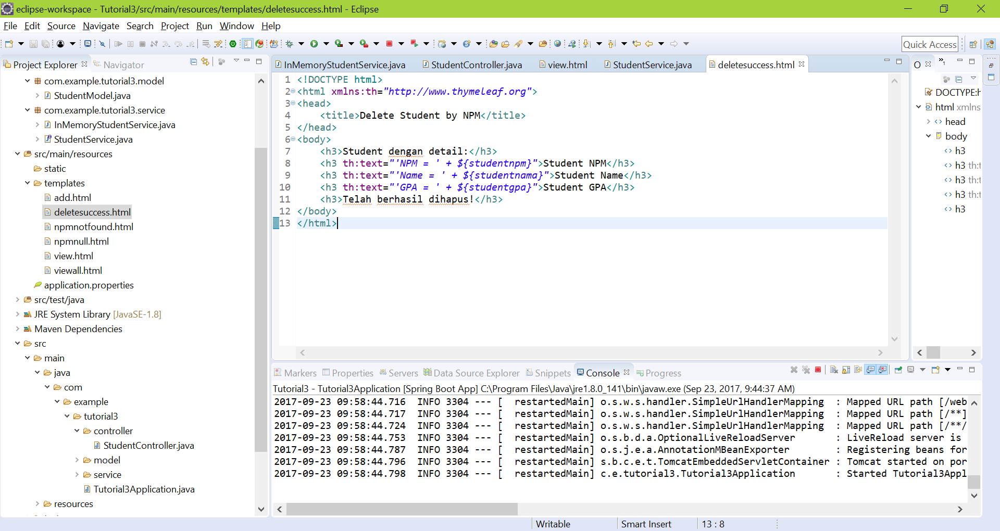 eclipse-workspace - Tutorial3/src/main/resources/templates/deletesuccess.html - Eclipse
File Edit Source Navigate Search Project Run Window Help
Quick Access
Project Explorer Navigator
com.example.tutorial3.model
StudentModel.java
com.example.tutorial3.service
InMemoryStudentService.java
StudentService.java
src/main/resources
static
templates
add.html
deletesuccess.html
npmnotfound.html
npmnull.html
view.html
viewall.html
application.properties
src/test/java
JRE System Library [JavaSE-1.8]
Maven Dependencies
src
main
java
com
example
tutorial3
controller
StudentController.java
model
service
Tutorial3Application.java
resources
InMemoryStudentService.java StudentController.java view.html StudentService.java deletesuccess.html
1 <!DOCTYPE html>
2 <html xmlns:th="http://www.thymeleaf.org">
3 <head>
4 <title>Delete Student by NPM</title>
5 </head>
6 <body>
7 <h3>Student dengan detail:</h3>
8 <h3 th:text="'NPM = ' + ${studentnpm}">Student NPM</h3>
9 <h3 th:text="'Name = ' + ${studentnama}">Student Name</h3>
10 <h3 th:text="'GPA = ' + ${studentgpa}">Student GPA</h3>
11 <h3>Telah berhasil dihapus!</h3>
12 </body>
13 </html>
O »1
DOCTYPE:h
html xmlns
head
body
h3
h3 th:t
h3 th:t
h3 th:t
h3
Markers Properties Servers Data Source Explorer Snippets Console Progress
Tutorial3 - Tutorial3Application [Spring Boot App] C:\Program Files\Java\jre1.8.0_141\bin\javaw.exe (Sep 23, 2017, 9:44:37 AM)
2017-09-23 09:58:44.716 INFO 3304 --- [ restartedMain] o.s.w.s.handler.SimpleUrlHandlerMapping : Mapped URL path [/web
2017-09-23 09:58:44.717 INFO 3304 --- [ restartedMain] o.s.w.s.handler.SimpleUrlHandlerMapping : Mapped URL path [/**]
2017-09-23 09:58:44.724 INFO 3304 --- [ restartedMain] o.s.w.s.handler.SimpleUrlHandlerMapping : Mapped URL path [/**/
2017-09-23 09:58:44.753 INFO 3304 --- [ restartedMain] o.s.b.d.a.OptionalLiveReloadServer : LiveReload server is
2017-09-23 09:58:44.787 INFO 3304 --- [ restartedMain] o.s.j.e.a.AnnotationMBeanExporter : Registering beans for
2017-09-23 09:58:44.796 INFO 3304 --- [ restartedMain] s.b.c.e.t.TomcatEmbeddedServletContainer : Tomcat started on por
2017-09-23 09:58:44.798 INFO 3304 --- [ restartedMain] c.e.tutorial3.Tutorial3Application : Started Tutorial3Appl
Writable Smart Insert 13 : 8